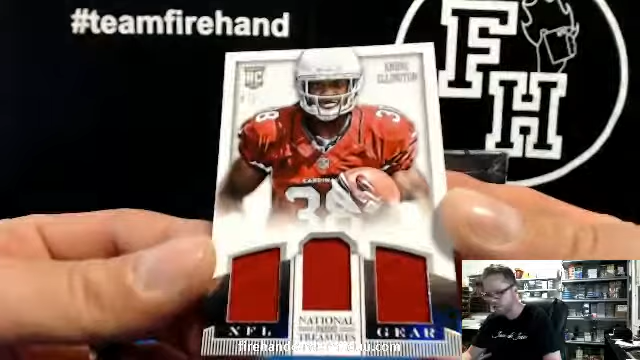 #teamfirehand
F
H
RC
ANDRE
ELLINGTON
38
CARDINALS
38
NFL
GEAR
NATIONAL
TREASURES